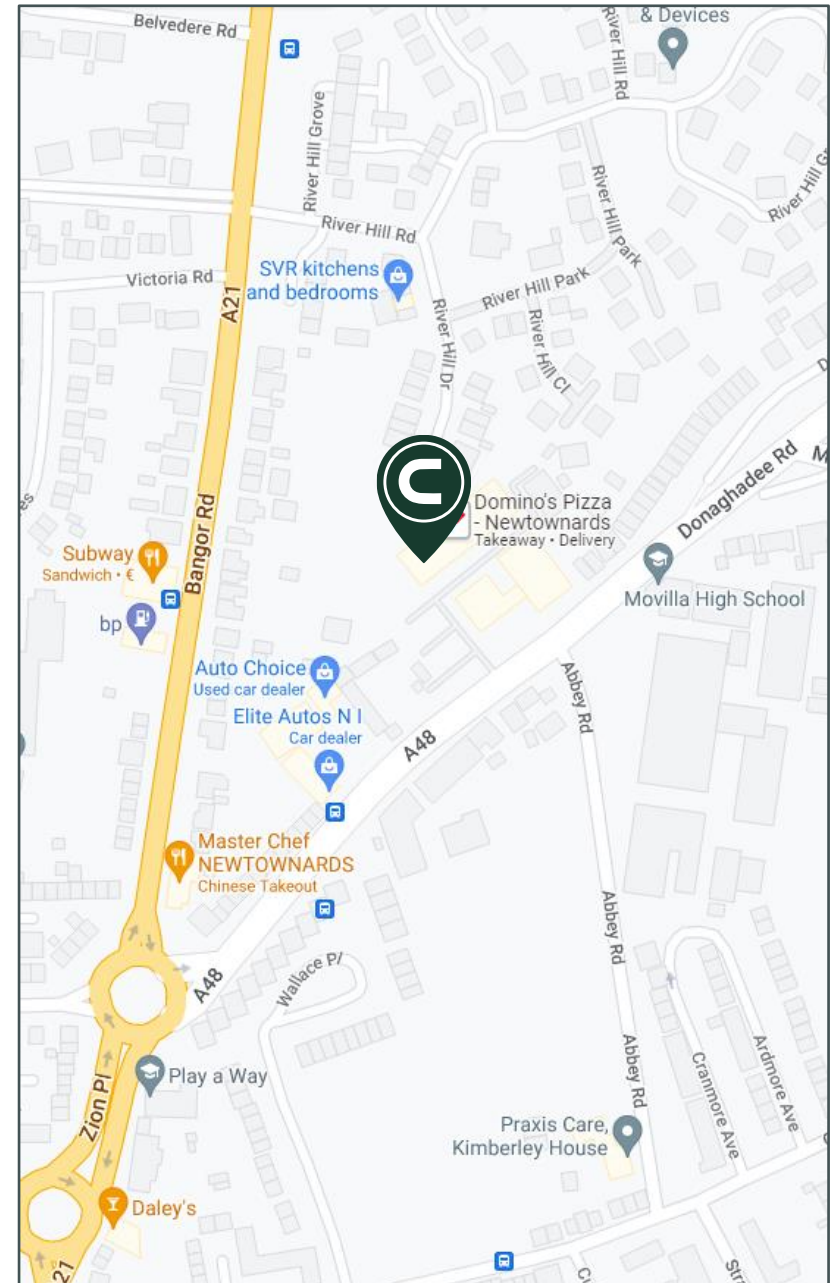 Belvedere Rd
& Devices
River Hill Rd
River Hill Grove
River Hill Rd
River Hill Park
River Hill G
Victoria Rd
A21
SVR kitchens
and bedrooms
River Hill Park
River Hill Dr
River Hill Cl
C
Domino's Pizza
- Newtownards
Takeaway • Delivery
Donaghadee Rd
Movilla High School
Subway
Sandwich • €
Bangor Rd
bp
Auto Choice
Used car dealer
Elite Autos N I
Car dealer
A48
Abbey Rd
Master Chef
NEWTOWNARDS
Chinese Takeout
Abbey Rd
A48
Wallace Pl
Play a Way
Zion Pl
Abbey Rd
Cranmore Ave
Ardmore Ave
Praxis Care,
Kimberley House
Daley's
21